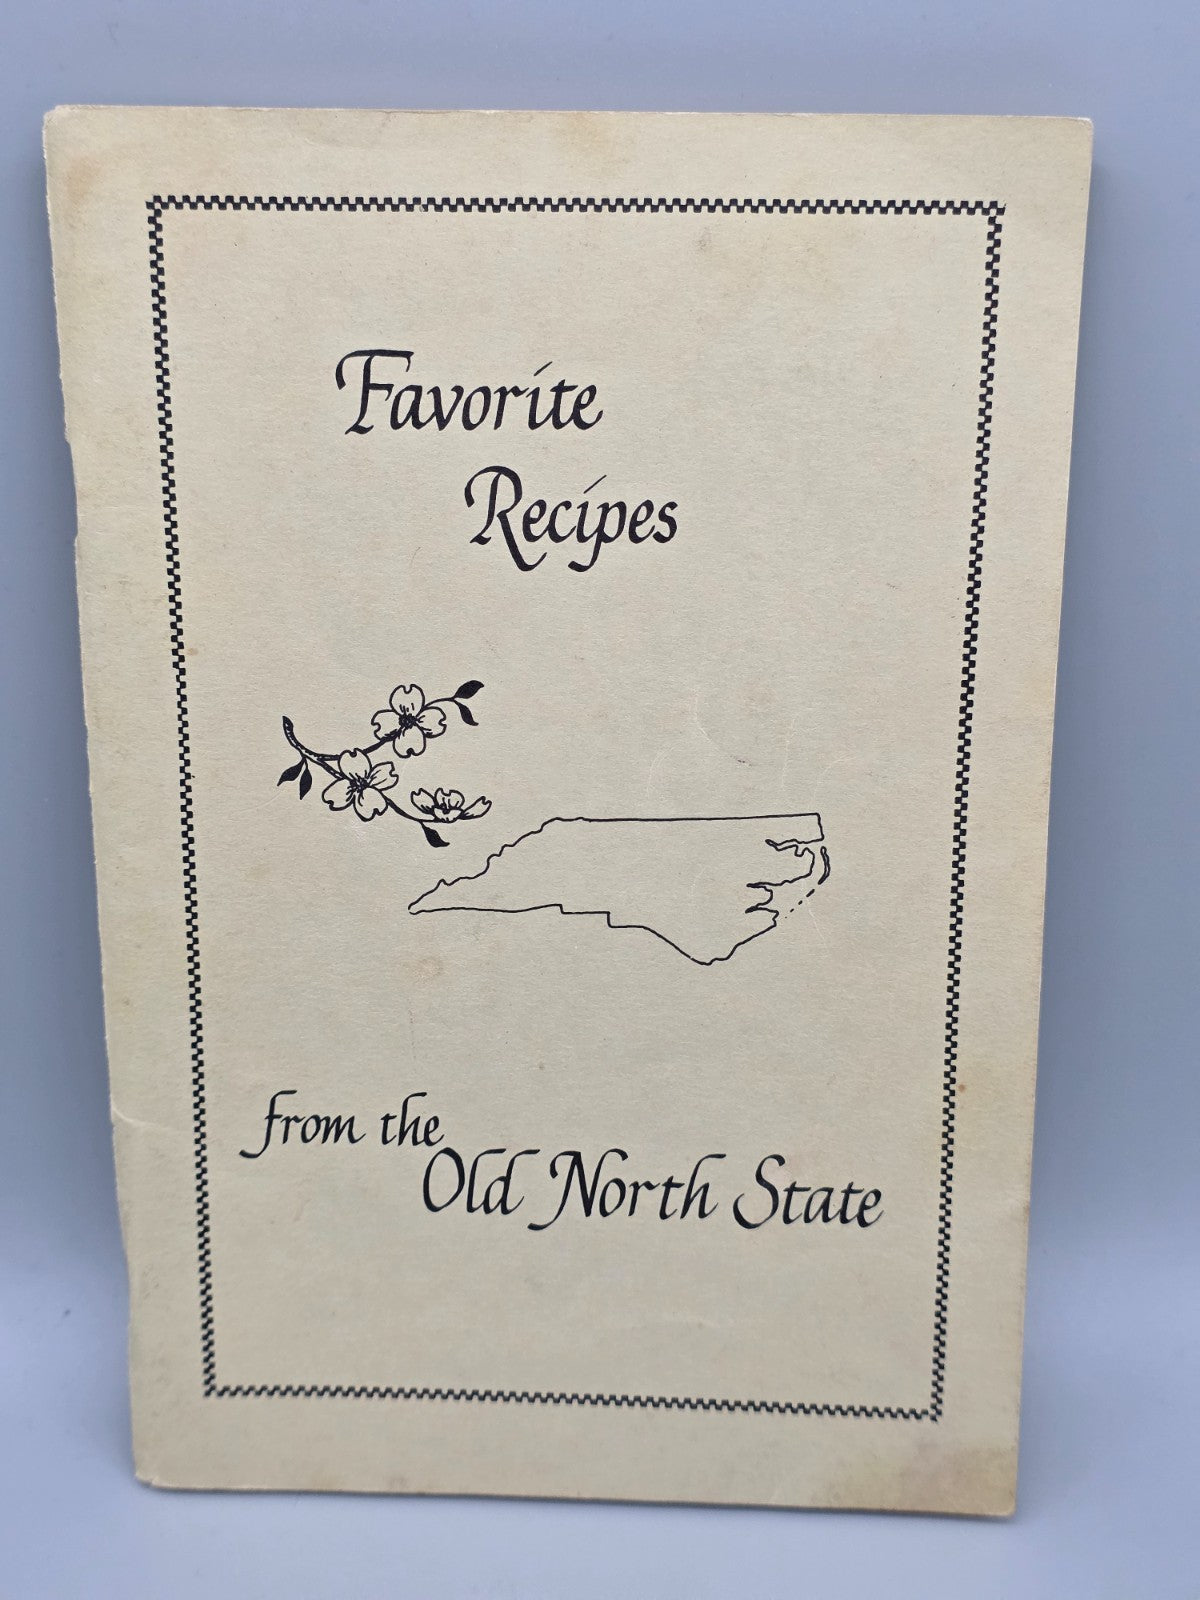 Favorite
Recipes
from the
Old North State